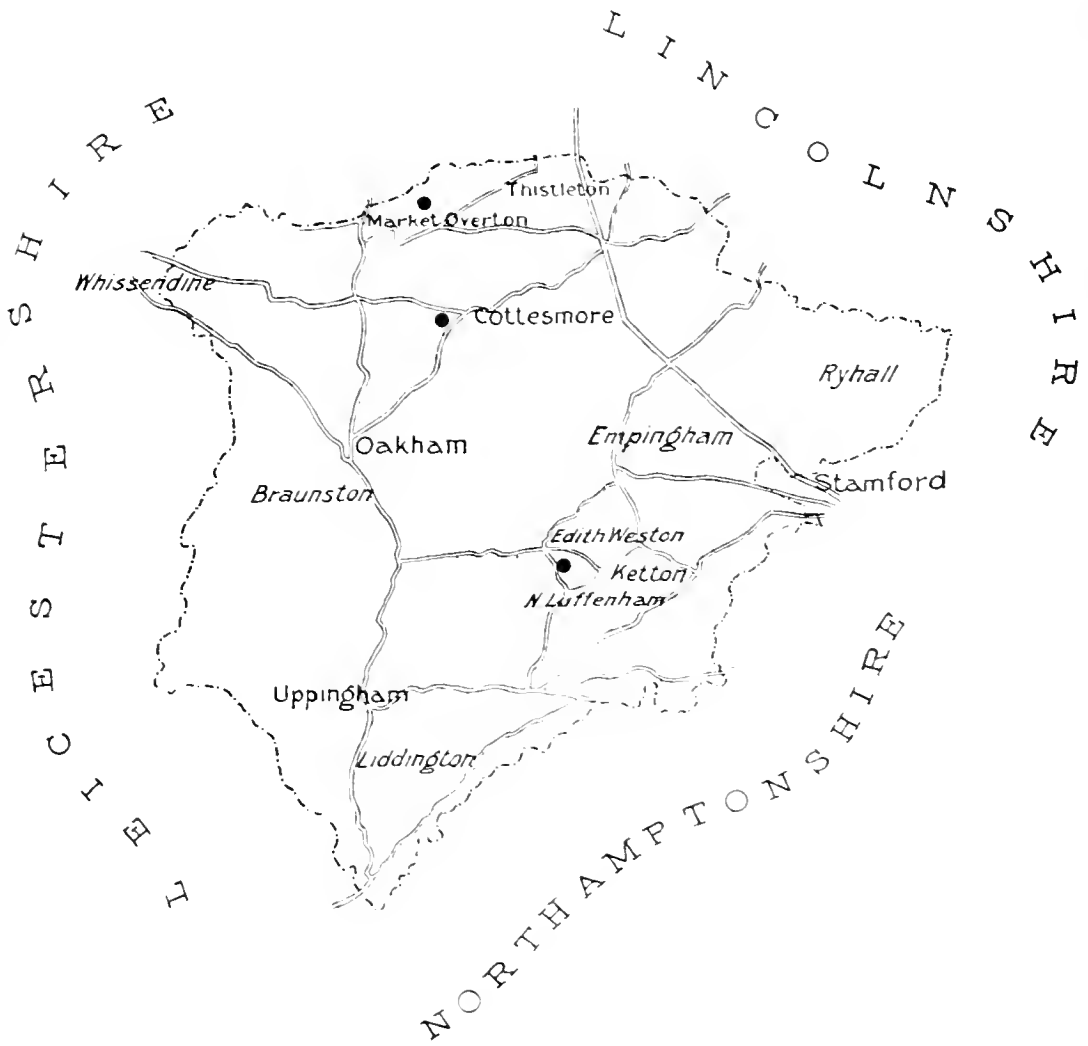 LINCOLNSHIRE
LEICESTERSHIRE
Thistleton
Market Overton
Whissendine
Cottesmore
Ryhall
Empingham
Oakham
Stamford
Braunston
Edith Weston
Ketton
N Luffenham
Uppingham
Liddington
NORTHAMPTONSHIRE